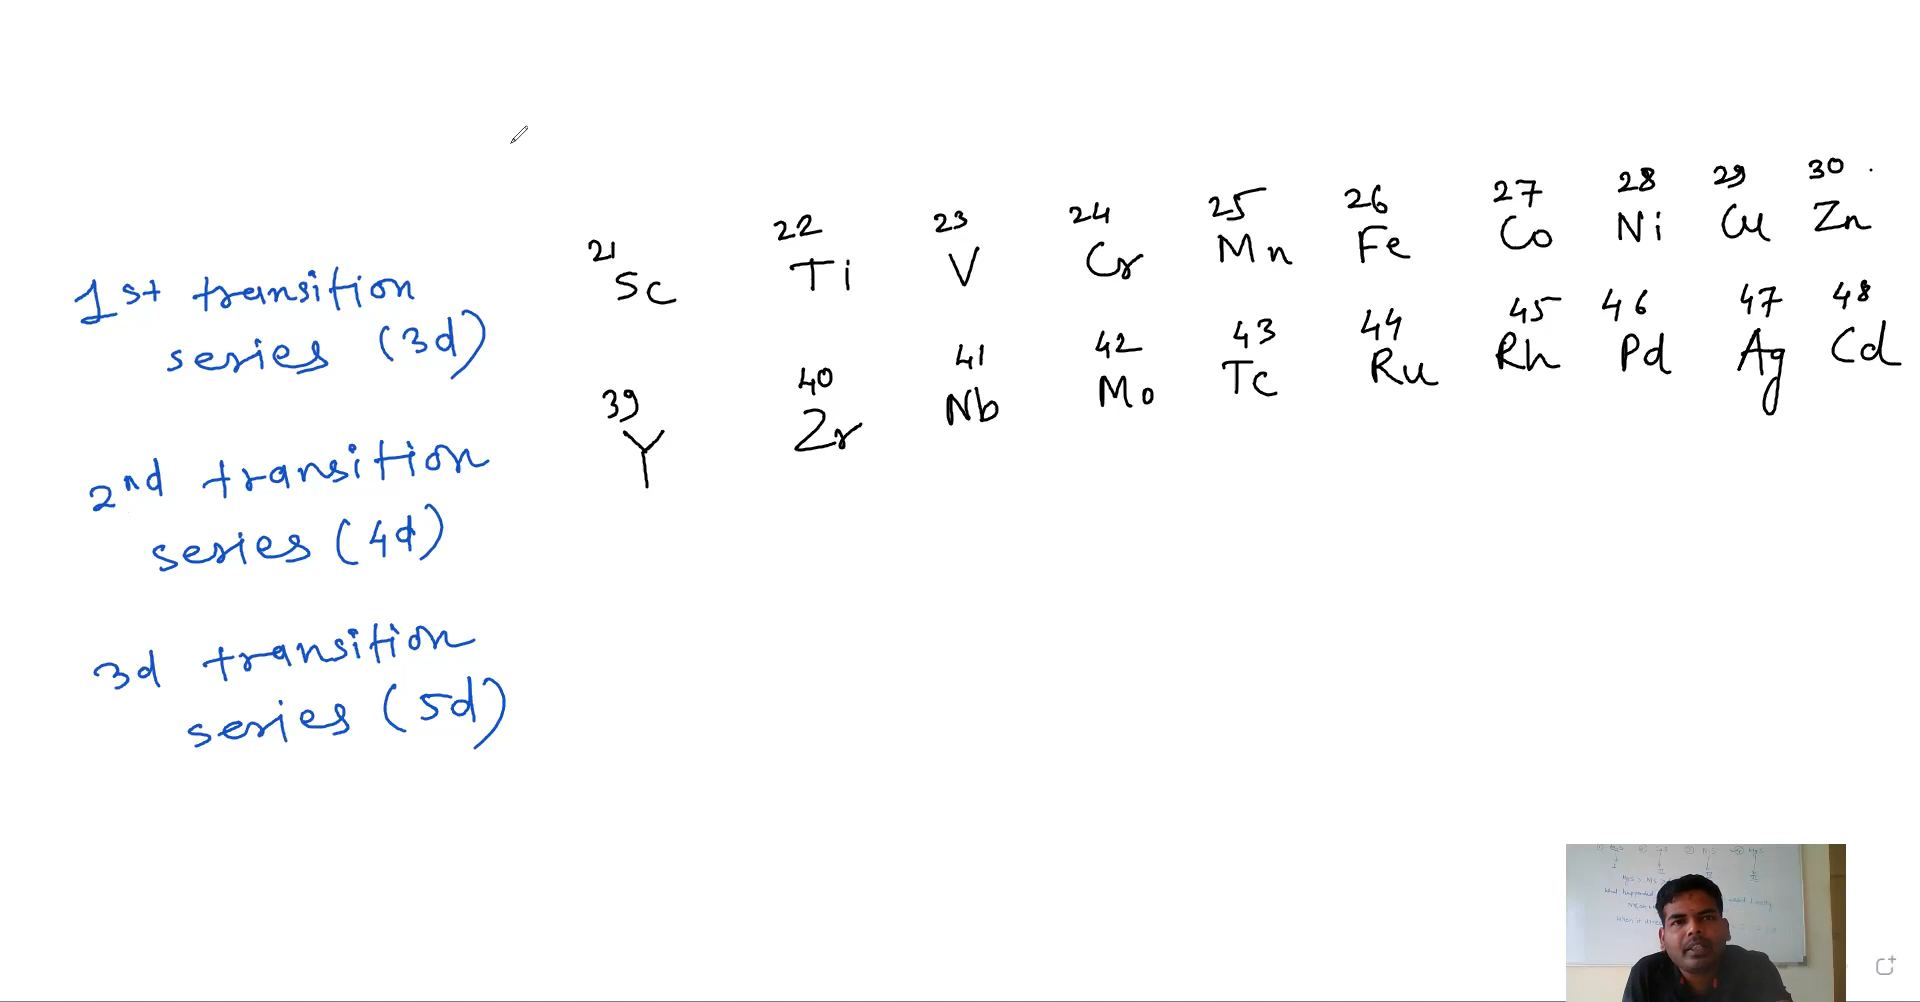 21 22 23 24 25 26 27 28 29 30
Sc Ti V Cr Mn Fe Co Ni Cu Zn
1st transition
series (3d)
39 40 41 42 43 44 45 46 47 48
Y Zr Nb Mo Tc Ru Rh Pd Ag Cd
2nd transition
series (4d)
3d transition
series (5d)